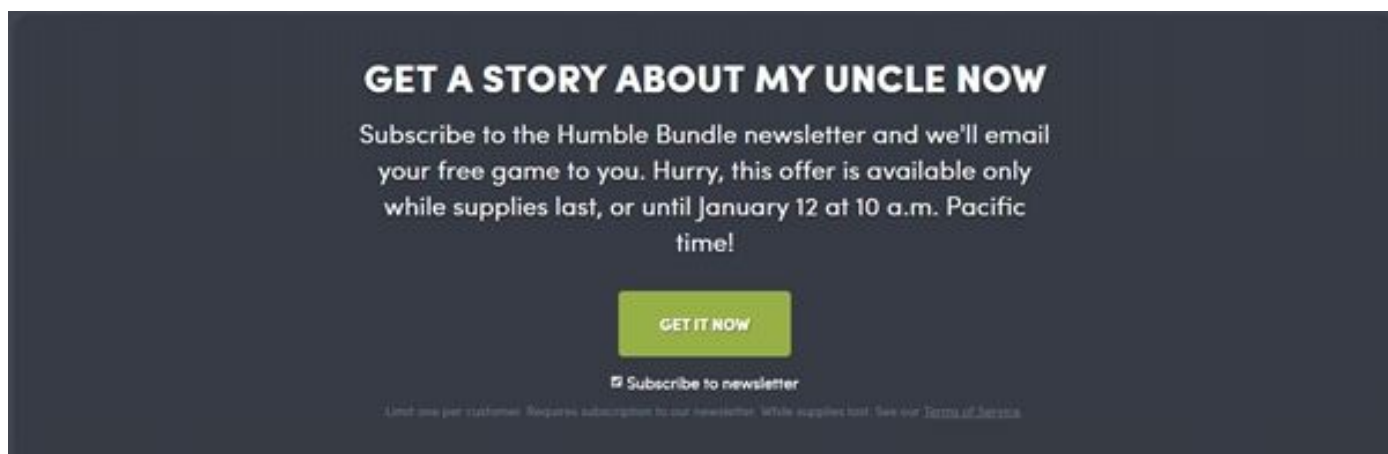 GET A STORY ABOUT MY UNCLE NOW
Subscribe to the Humble Bundle newsletter and we'll email
your free game to you. Hurry, this offer is available only
while supplies last, or until January 12 at 10 a.m. Pacific
time!
GET IT NOW
Subscribe to newsletter
Limit one per customer. Requires subscription to our newsletter. While supplies last. See our Terms of Service.